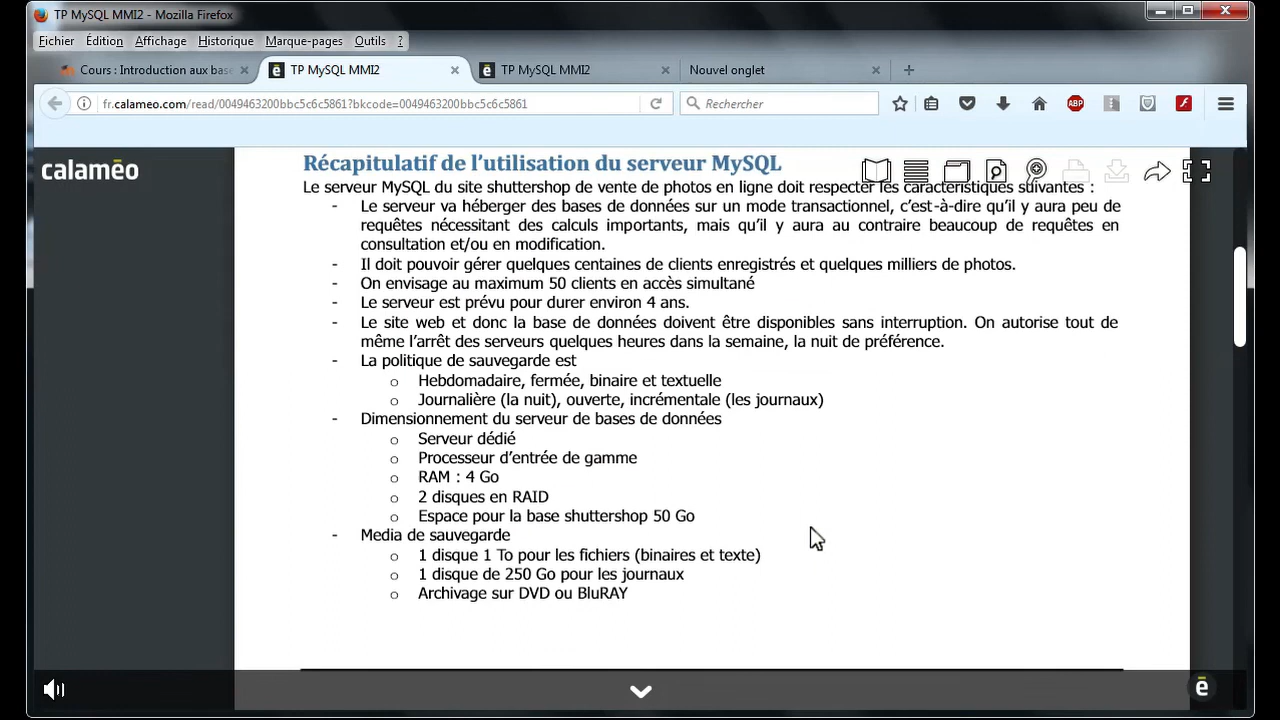 TP MySQL MMI2 - Mozilla Firefox
Fichier Édition Affichage Historique Marque-pages Outils ?
Cours : Introduction aux base TP MySQL MMI2 TP MySQL MMI2 Nouvel onglet
fr.calameo.com/read/0049463200bbc5c6c5861?bkcode=0049463200bbc5c6c5861 Rechercher ABP
calamēo
Récapitulatif de l'utilisation du serveur MySQL
Le serveur MySQL du site shuttershop de vente de photos en ligne doit respecter les caractéristiques suivantes :
- Le serveur va héberger des bases de données sur un mode transactionnel, c'est-à-dire qu'il y aura peu de
requêtes nécessitant des calculs importants, mais qu'il y aura au contraire beaucoup de requêtes en
consultation et/ou en modification.
- Il doit pouvoir gérer quelques centaines de clients enregistrés et quelques milliers de photos.
- On envisage au maximum 50 clients en accès simultané
- Le serveur est prévu pour durer environ 4 ans.
- Le site web et donc la base de données doivent être disponibles sans interruption. On autorise tout de
même l'arrêt des serveurs quelques heures dans la semaine, la nuit de préférence.
- La politique de sauvegarde est
o Hebdomadaire, fermée, binaire et textuelle
o Journalière (la nuit), ouverte, incrémentale (les journaux)
- Dimensionnement du serveur de bases de données
o Serveur dédié
o Processeur d'entrée de gamme
o RAM : 4 Go
o 2 disques en RAID
o Espace pour la base shuttershop 50 Go
- Media de sauvegarde
o 1 disque 1 To pour les fichiers (binaires et texte)
o 1 disque de 250 Go pour les journaux
o Archivage sur DVD ou BluRAY
ē